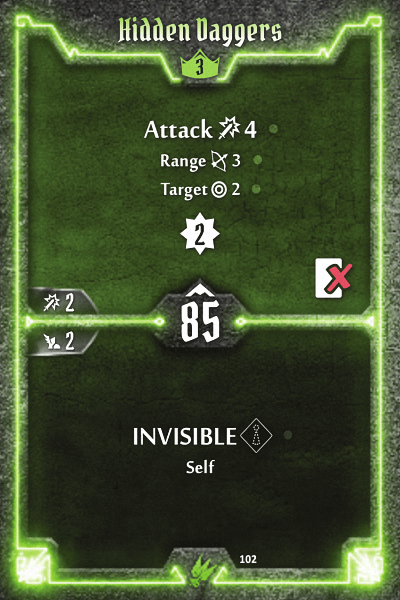 Hidden Daggers
3
Attack 4
Range 3
Target 2
2
2
85
2
INVISIBLE
Self
102